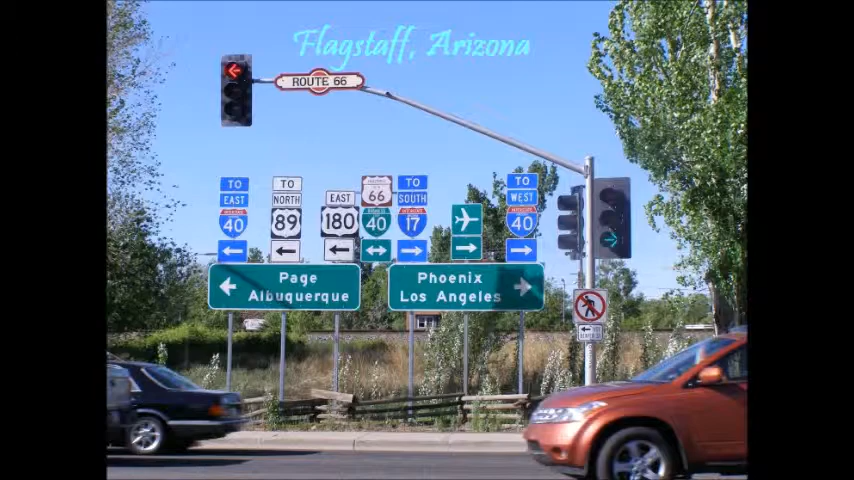 Flagstaff, Arizona
ROUTE 66
TO
EAST
40
TO
NORTH
89
EAST
180
66
40
TO
SOUTH
17
TO
WEST
40
Page
Albuquerque
Phoenix
Los Angeles